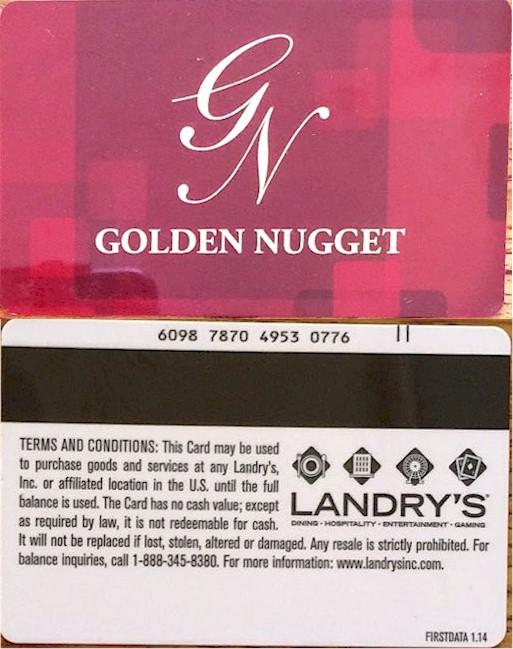 GN
GOLDEN NUGGET
6098 7870 4953 0776 11
TERMS AND CONDITIONS: This Card may be used
to purchase goods and services at any Landry's,
Inc. or affiliated location in the U.S. until the full
balance is used. The Card has no cash value; except
as required by law, it is not redeemable for cash.
LANDRY'S®
DINING • HOSPITALITY • ENTERTAINMENT • GAMING
It will not be replaced if lost, stolen, altered or damaged. Any resale is strictly prohibited. For
balance inquiries, call 1-888-345-8380. For more information: www.landrysinc.com.
FIRSTDATA 1.14